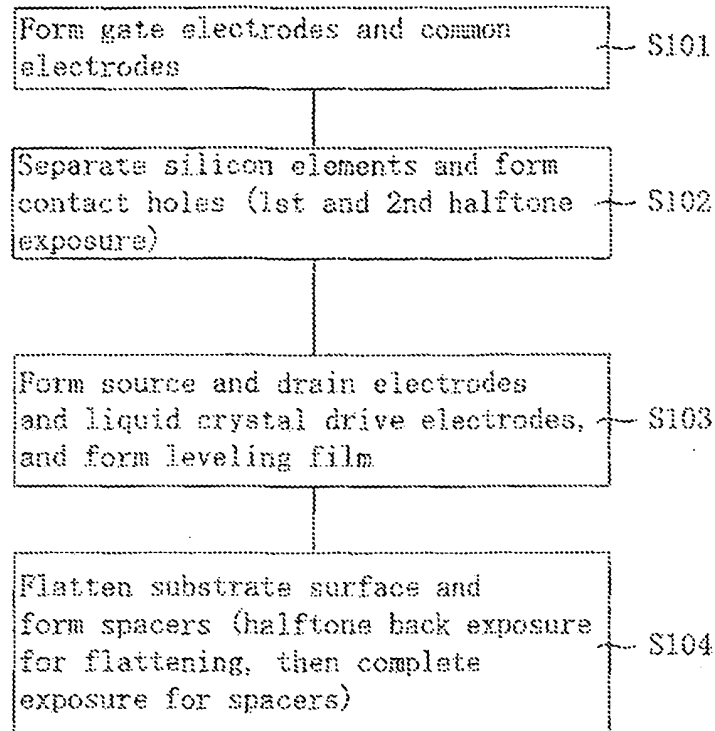 Form gate electrodes and common
electrodes
S101
Separate silicon elements and form
contact holes (1st and 2nd halftone
exposure)
S102
Form source and drain electrodes
and liquid crystal drive electrodes,
and form leveling film
S103
Flatten substrate surface and
form spacers (halftone back exposure
for flattening, then complete
exposure for spacers)
S104